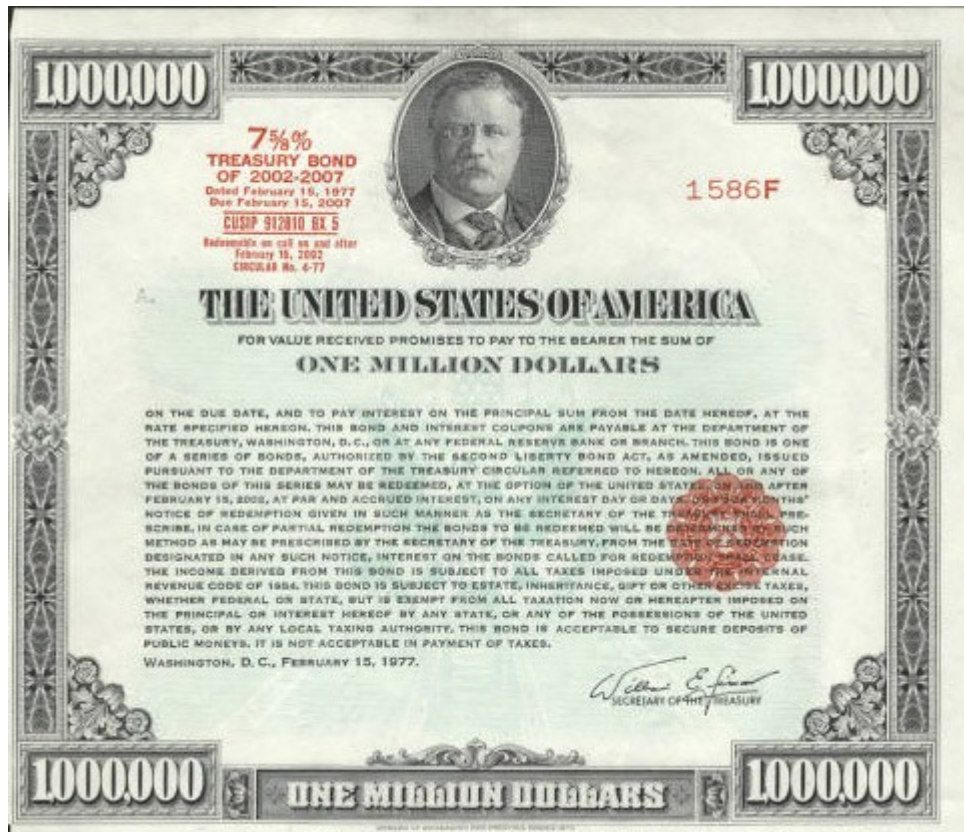 1,000,000
1,000,000
7⅝%
TREASURY BOND
OF 2002-2007
Dated February 15, 1977
Due February 15, 2007
CUSIP 912810 BX 5
Redeemable on call on and after
February 15, 2002
CIRCULAR No. 4-77
1586F
THE UNITED STATES OF AMERICA
FOR VALUE RECEIVED PROMISES TO PAY TO THE BEARER THE SUM OF
ONE MILLION DOLLARS
ON THE DUE DATE, AND TO PAY INTEREST ON THE PRINCIPAL SUM FROM THE DATE HEREOF, AT THE
RATE SPECIFIED HEREON. THIS BOND AND INTEREST COUPONS ARE PAYABLE AT THE DEPARTMENT OF
THE TREASURY, WASHINGTON, D. C., OR AT ANY FEDERAL RESERVE BANK OR BRANCH. THIS BOND IS ONE
OF A SERIES OF BONDS, AUTHORIZED BY THE SECOND LIBERTY BOND ACT, AS AMENDED, ISSUED
PURSUANT TO THE DEPARTMENT OF THE TREASURY CIRCULAR REFERRED TO HEREON. ALL OR ANY OF
THE BONDS OF THIS SERIES MAY BE REDEEMED, AT THE OPTION OF THE UNITED STATES, ON AND AFTER
FEBRUARY 15, 2002, AT PAR AND ACCRUED INTEREST, ON ANY INTEREST DAY OR DAYS, ON MONTHS'
NOTICE OF REDEMPTION GIVEN IN SUCH MANNER AS THE SECRETARY OF THE TREASURY SHALL PRE-
SCRIBE. IN CASE OF PARTIAL REDEMPTION THE BONDS TO BE REDEEMED WILL BE DETERMINED BY SUCH
METHOD AS MAY BE PRESCRIBED BY THE SECRETARY OF THE TREASURY. FROM THE DATE OF REDEMPTION
DESIGNATED IN ANY SUCH NOTICE, INTEREST ON THE BONDS CALLED FOR REDEMPTION SHALL CEASE.
THE INCOME DERIVED FROM THIS BOND IS SUBJECT TO ALL TAXES IMPOSED UNDER THE INTERNAL
REVENUE CODE OF 1954. THIS BOND IS SUBJECT TO ESTATE, INHERITANCE, GIFT OR OTHER EXCISE TAXES,
WHETHER FEDERAL OR STATE, BUT IS EXEMPT FROM ALL TAXATION NOW OR HEREAFTER IMPOSED ON
THE PRINCIPAL OR INTEREST HEREOF BY ANY STATE, OR ANY OF THE POSSESSIONS OF THE UNITED
STATES, OR BY ANY LOCAL TAXING AUTHORITY. THIS BOND IS ACCEPTABLE TO SECURE DEPOSITS OF
PUBLIC MONEYS. IT IS NOT ACCEPTABLE IN PAYMENT OF TAXES.
WASHINGTON, D. C., FEBRUARY 15, 1977.
William E. Simon
SECRETARY OF THE TREASURY
1,000,000
ONE MILLION DOLLARS
1,000,000